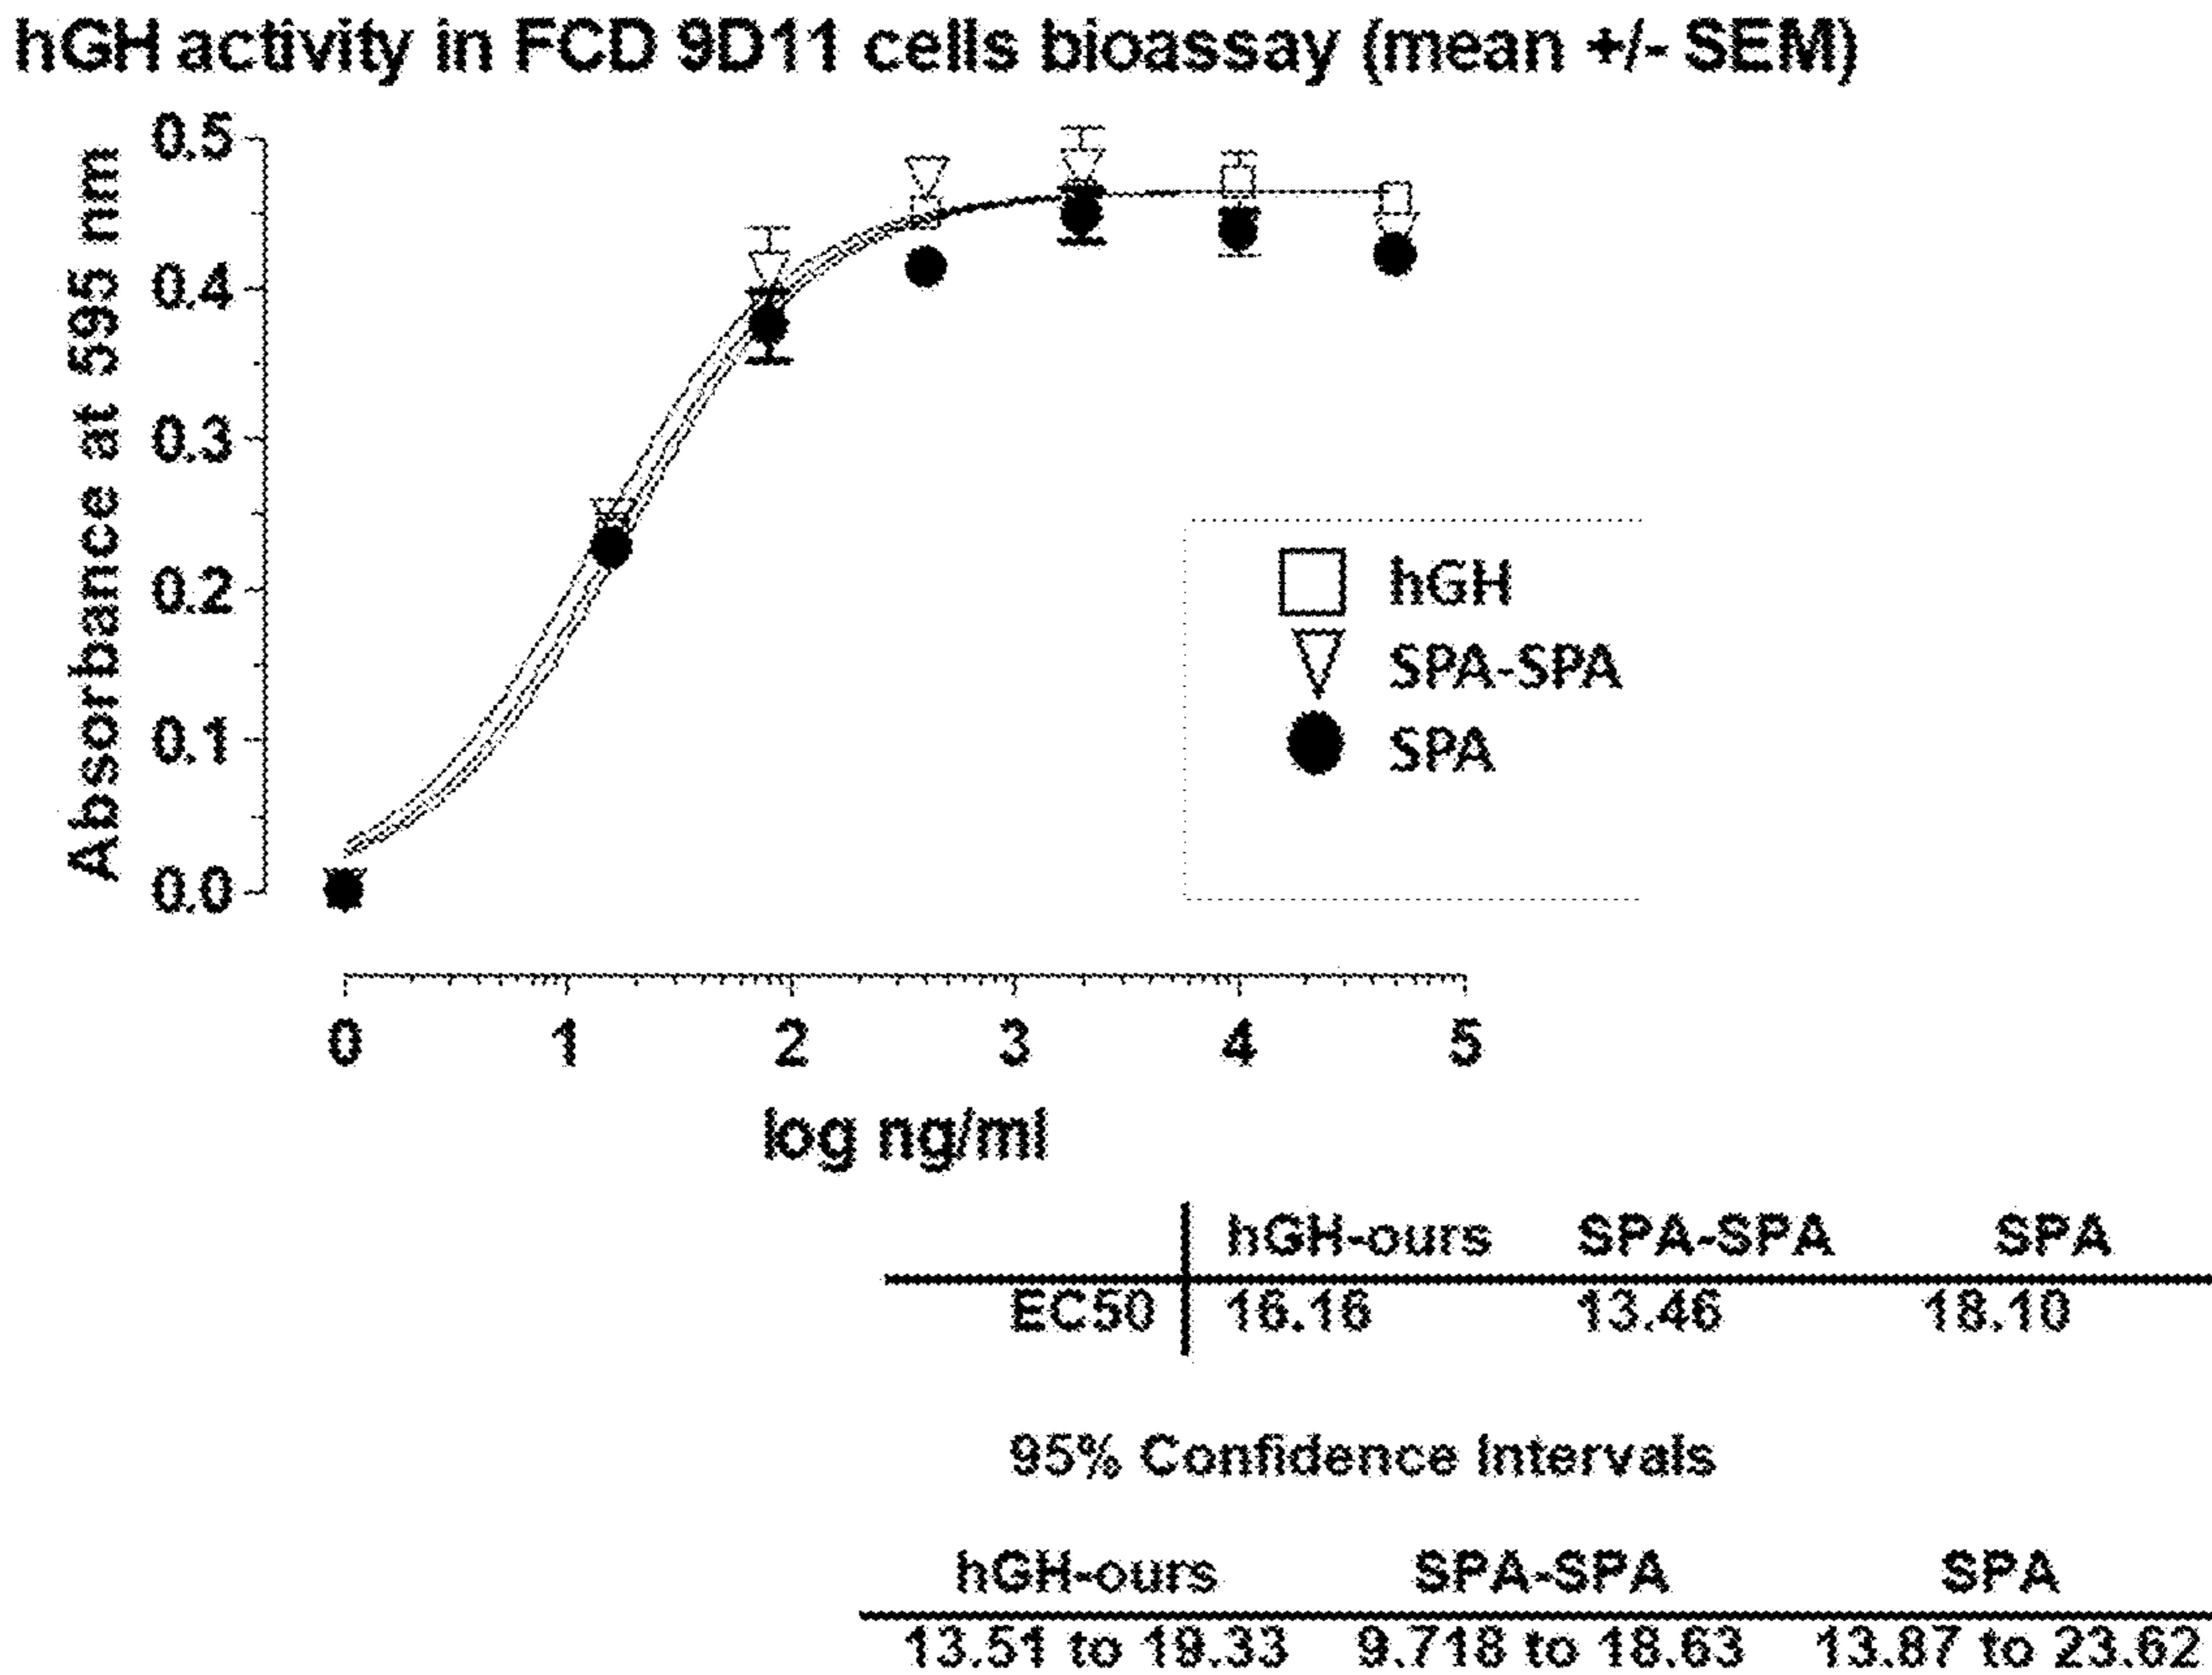 hGH activity in FCD 9D11 cells bioassay (mean +/- SEM)
Absorbance at 595 nm
0.5
0.4
0.3
0.2
0.1
0.0
hGH
SPA-SPA
SPA
0 1 2 3 4 5
log ng/ml
hGH-ours SPA-SPA SPA
EC50 16.16 13.46 18.10
95% Confidence Intervals
hGH-ours SPA-SPA SPA
13.51 to 19.33 9.718 to 18.63 13.87 to 23.62